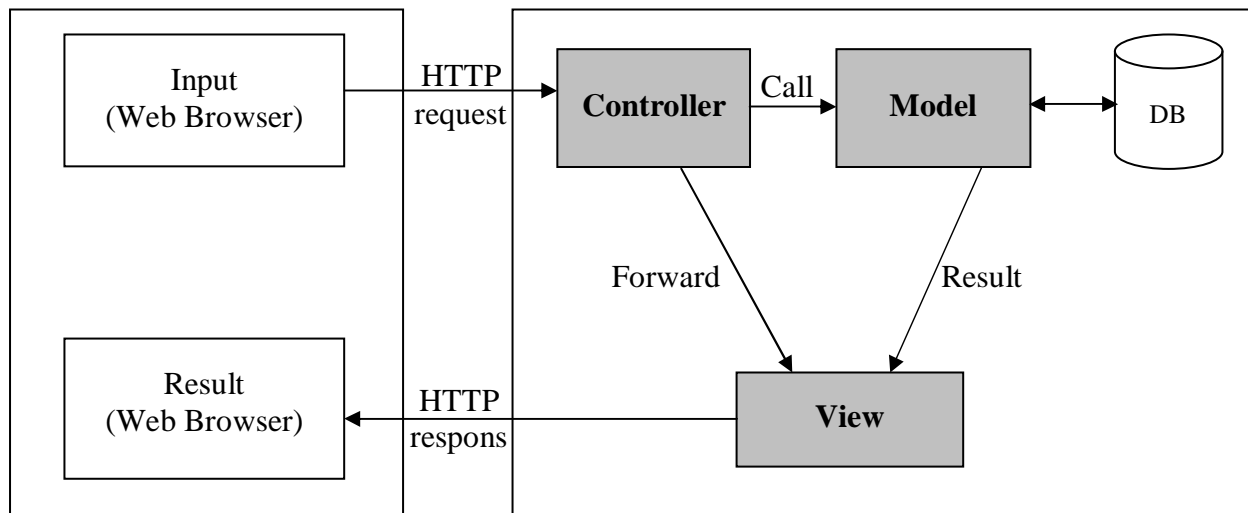 Input
(Web Browser)
HTTP
request
Controller
Call
Model
DB
Forward
Result
Result
(Web Browser)
HTTP
respons
View